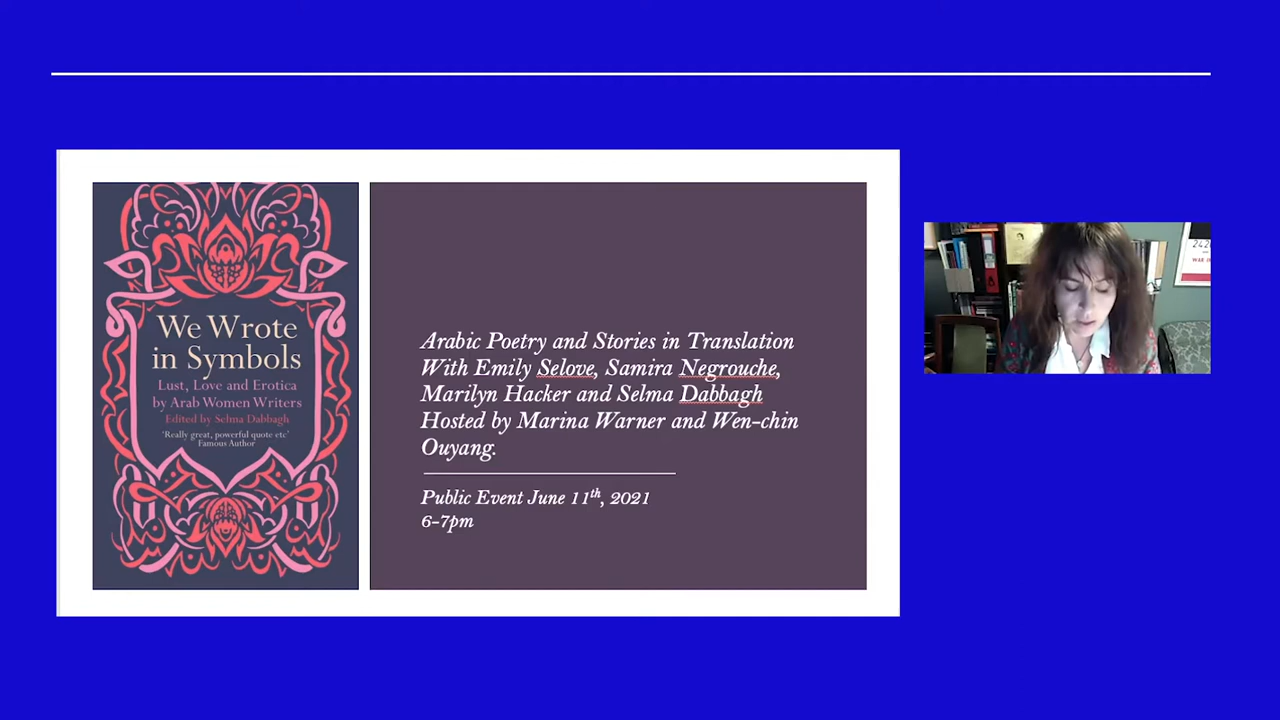 We Wrote
in Symbols
Lust, Love and Erotica
by Arab Women Writers
Edited by Selma Dabbagh
'Really great, powerful quote etc'
Famous Author
Arabic Poetry and Stories in Translation
With Emily Selove, Samira Negrouche,
Marilyn Hacker and Selma Dabbagh
Hosted by Marina Warner and Wen-chin
Ouyang.
Public Event June 11th, 2021
6-7pm